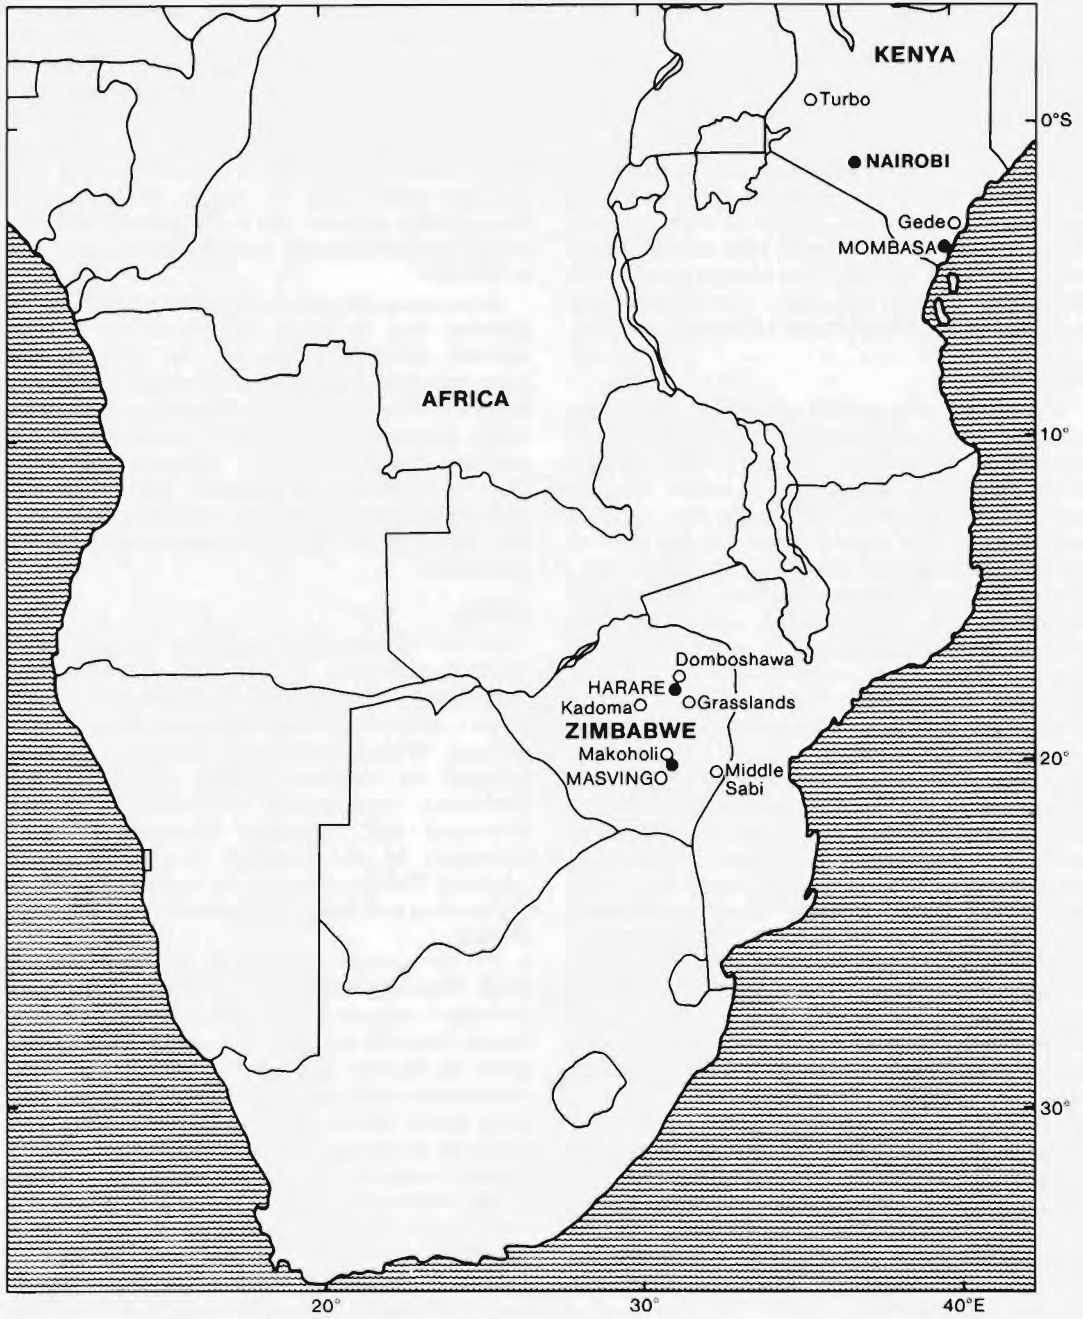 KENYA
Turbo
0°S
NAIROBI
Gede
MOMBASA
AFRICA
10°
Domboshawa
HARARE
Kadoma
Grasslands
ZIMBABWE
Makoholi
MASVINGO
Middle
Sabi
20°
30°
20°
30°
40°E